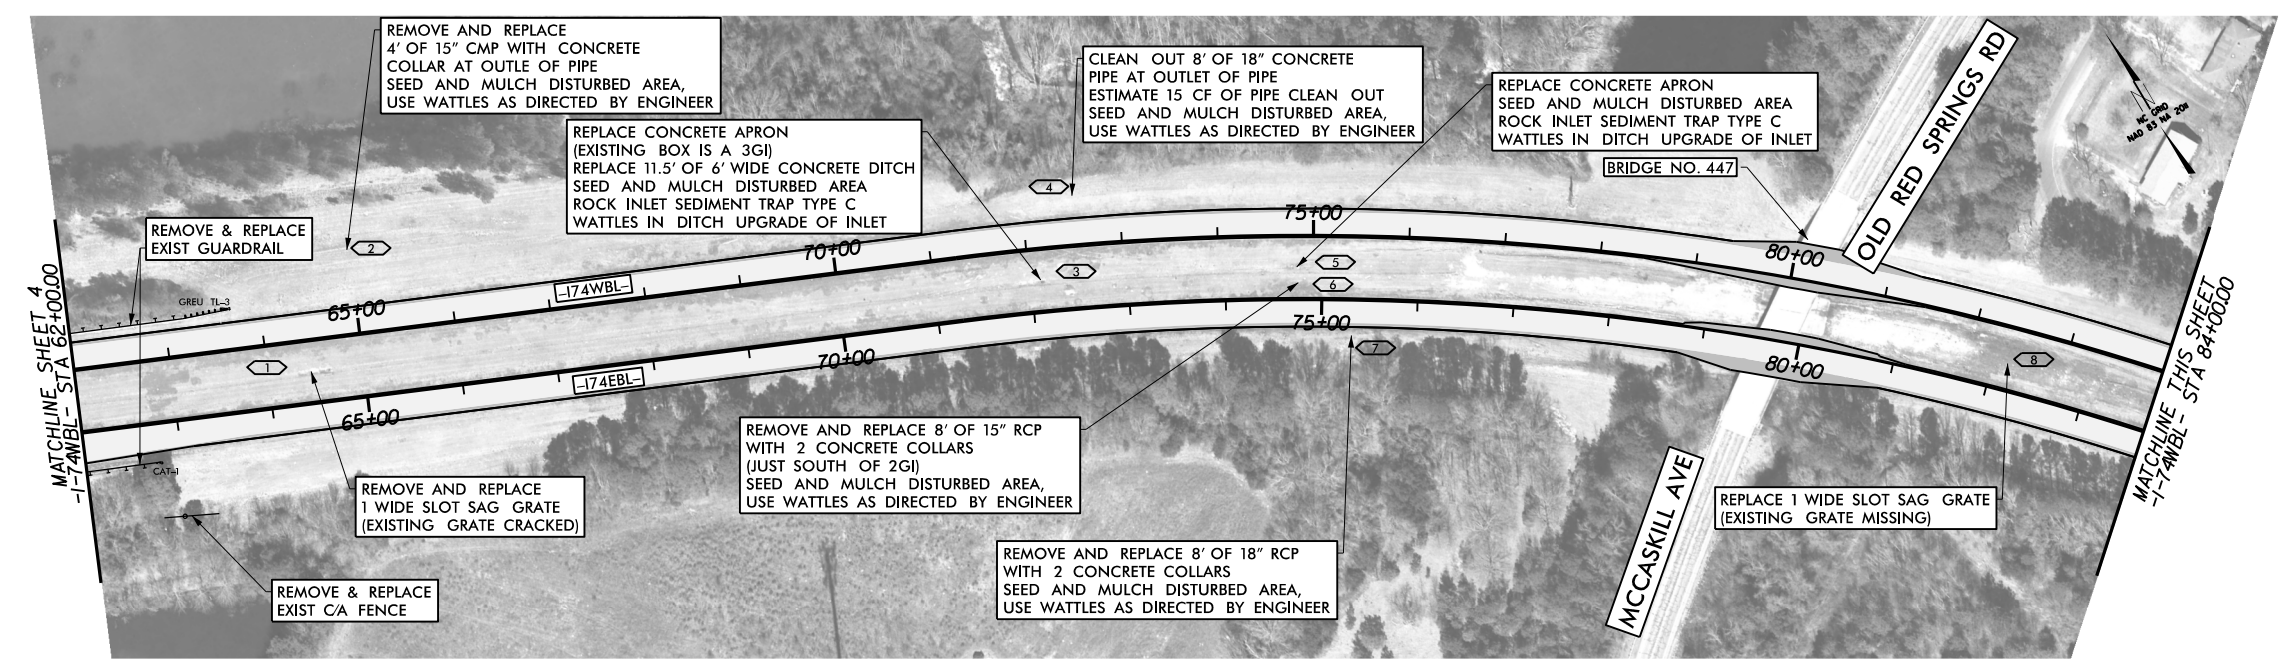 REMOVE AND REPLACE
4' OF 15" CMP WITH CONCRETE
COLLAR AT OUTLE OF PIPE
SEED AND MULCH DISTURBED AREA,
USE WATTLES AS DIRECTED BY ENGINEER
CLEAN OUT 8' OF 18" CONCRETE
PIPE AT OUTLET OF PIPE
ESTIMATE 15 CF OF PIPE CLEAN OUT
SEED AND MULCH DISTURBED AREA,
USE WATTLES AS DIRECTED BY ENGINEER
REPLACE CONCRETE APRON
SEED AND MULCH DISTURBED AREA
ROCK INLET SEDIMENT TRAP TYPE C
WATTLES IN DITCH UPGRADE OF INLET
BRIDGE NO. 447
OLD RED SPRINGS RD
NC GRID
NAD 83 NA 2011
REPLACE CONCRETE APRON
(EXISTING BOX IS A 3GI)
REPLACE 11.5' OF 6' WIDE CONCRETE DITCH
SEED AND MULCH DISTURBED AREA
ROCK INLET SEDIMENT TRAP TYPE C
WATTLES IN DITCH UPGRADE OF INLET
REMOVE & REPLACE
EXIST GUARDRAIL
2
4
3
5
6
7
1
8
GREU TL-3
CAT-1
65+00
-I74WBL-
70+00
75+00
80+00
65+00
-I74EBL-
70+00
75+00
80+00
MATCHLINE SHEET 4
-I-74WBL- STA 62+00.00
MATCHLINE THIS SHEET
-I-74WBL- STA 84+00.00
REMOVE AND REPLACE
1 WIDE SLOT SAG GRATE
(EXISTING GRATE CRACKED)
REMOVE & REPLACE
EXIST C/A FENCE
REMOVE AND REPLACE 8' OF 15" RCP
WITH 2 CONCRETE COLLARS
(JUST SOUTH OF 2GI)
SEED AND MULCH DISTURBED AREA,
USE WATTLES AS DIRECTED BY ENGINEER
REMOVE AND REPLACE 8' OF 18" RCP
WITH 2 CONCRETE COLLARS
SEED AND MULCH DISTURBED AREA,
USE WATTLES AS DIRECTED BY ENGINEER
MCCASKILL AVE
REPLACE 1 WIDE SLOT SAG GRATE
(EXISTING GRATE MISSING)